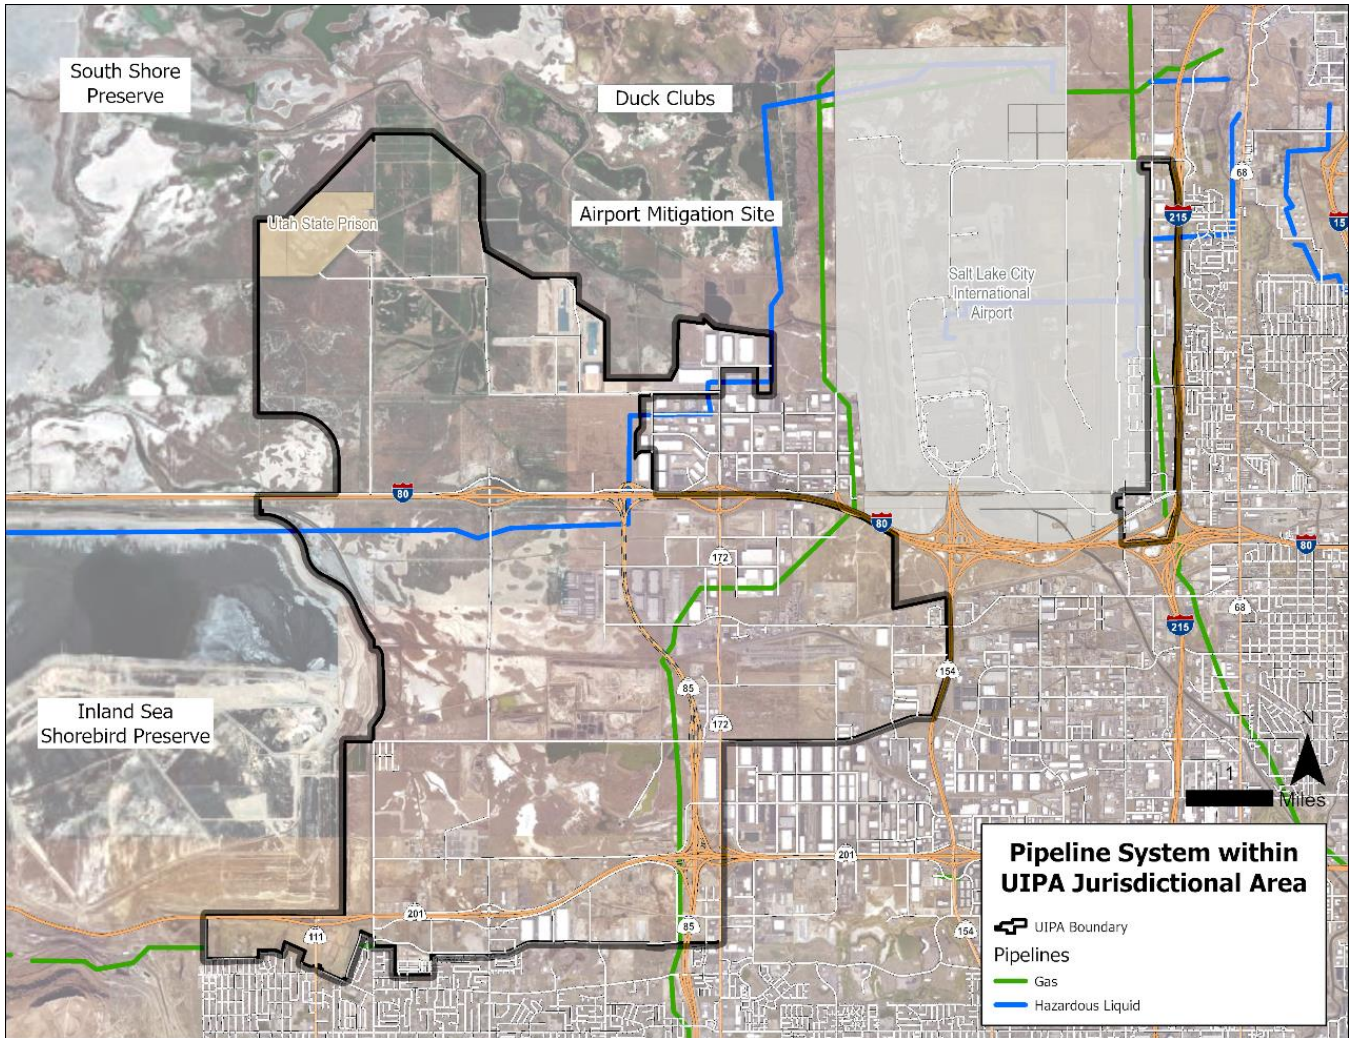 South Shore
Preserve
Duck Clubs
68
Airport Mitigation Site
215
15
Utah State Prison
Salt Lake City
International
Airport
80
80
80
172
68
215
154
85
172
Inland Sea
Shorebird Preserve
N
1
Miles
201
201
201
111
85
154
Pipeline System within
UIPA Jurisdictional Area
UIPA Boundary
Pipelines
Gas
Hazardous Liquid